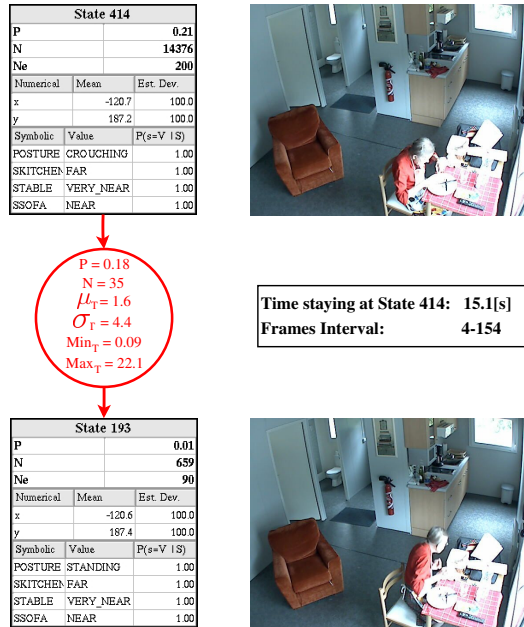 State 414
P 0.21
N 14376
Ne 200
Numerical Mean Est. Dev.
x -120.7 100.0
y 187.2 100.0
Symbolic Value P(s=V |S)
POSTURE CROUCHING 1.00
SKITCHEN FAR 1.00
STABLE VERY_NEAR 1.00
SSOFA NEAR 1.00
P = 0.18
N = 35
μT = 1.6
σT = 4.4
MinT = 0.09
MaxT = 22.1
Time staying at State 414: 15.1[s]
Frames Interval: 4-154
State 193
P 0.01
N 659
Ne 90
Numerical Mean Est. Dev.
x -120.6 100.0
y 187.4 100.0
Symbolic Value P(s=V |S)
POSTURE STANDING 1.00
SKITCHEN FAR 1.00
STABLE VERY_NEAR 1.00
SSOFA NEAR 1.00